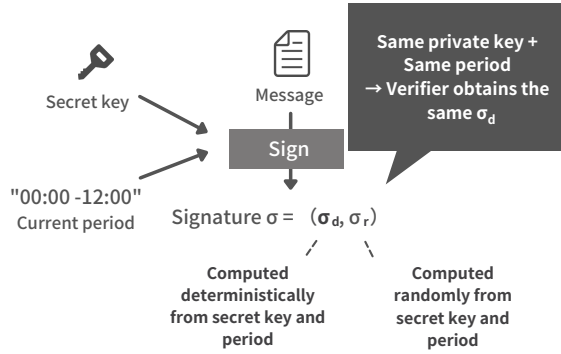 Same private key +
Same period
→ Verifier obtains the
same σd
Secret key
Message
Sign
"00:00 -12:00"
Current period
Signature σ = （σd, σr）
Computed
deterministically
from secret key and
period
Computed
randomly from
secret key and
period